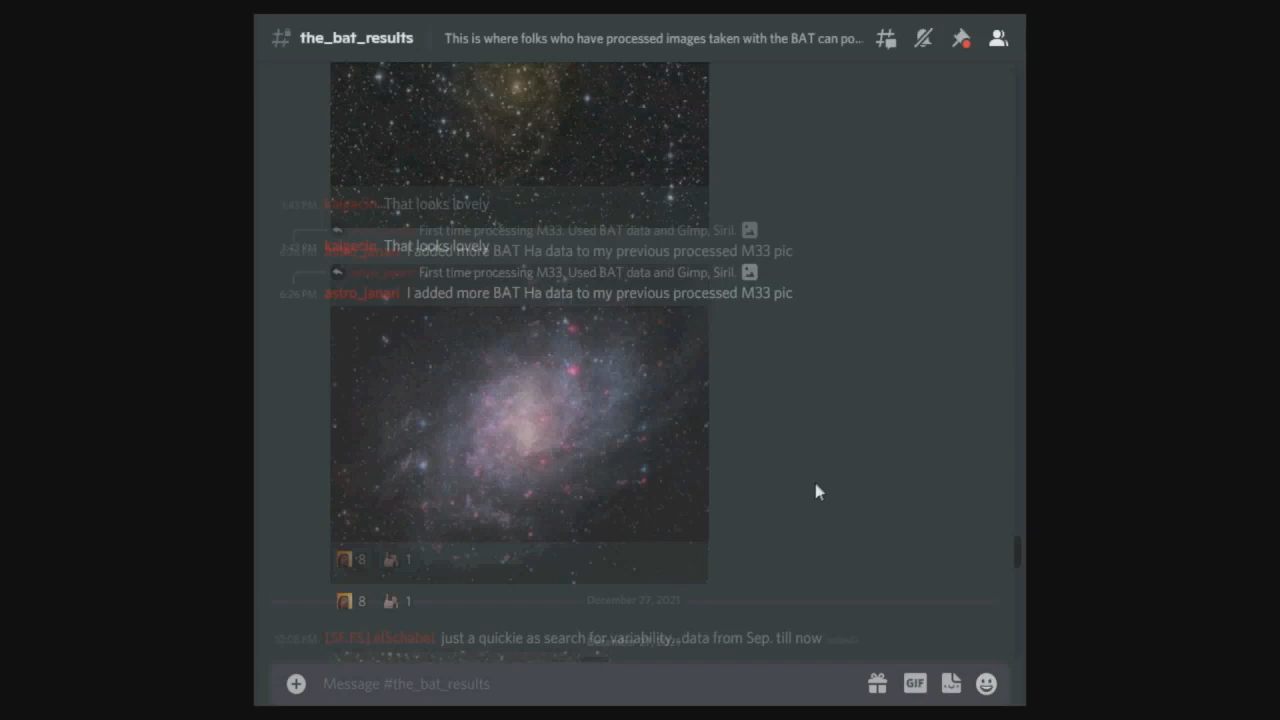 the_bat_results
This is where folks who have processed images taken with the BAT can po...
That looks lovely
First time processing M33. Used BAT data and Gimp, Siril.
kalgecin That looks lovely
I added more BAT Ha data to my previous processed M33 pic
First time processing M33. Used BAT data and Gimp, Siril.
6:26 PM astro_janari I added more BAT Ha data to my previous processed M33 pic
8 1
8 1
December 27, 2021
just a quickie as search for variability, data from Sep. till now
Message #the_bat_results
GIF